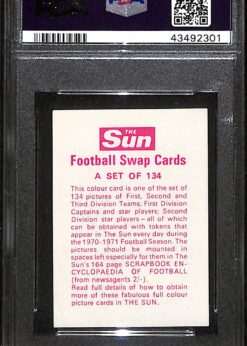 43492301
THE
Sun
Football Swap Cards
A SET OF 134
This colour card is one of the set of
134 pictures of First, Second and
Third Division Teams, First Division
Captains and star players; Second
Division star players – all of which
can be obtained with tokens that
appear in The Sun every day during
the 1970-1971 Football Season. The
pictures should be mounted in
spaces left especially for them in The
Sun's 164 page SCRAPBOOK EN-
CYCLOPAEDIA OF FOOTBALL
(from newsagents 2/-).
Read full details of how to obtain
more of these fabulous full colour
picture cards in THE SUN.